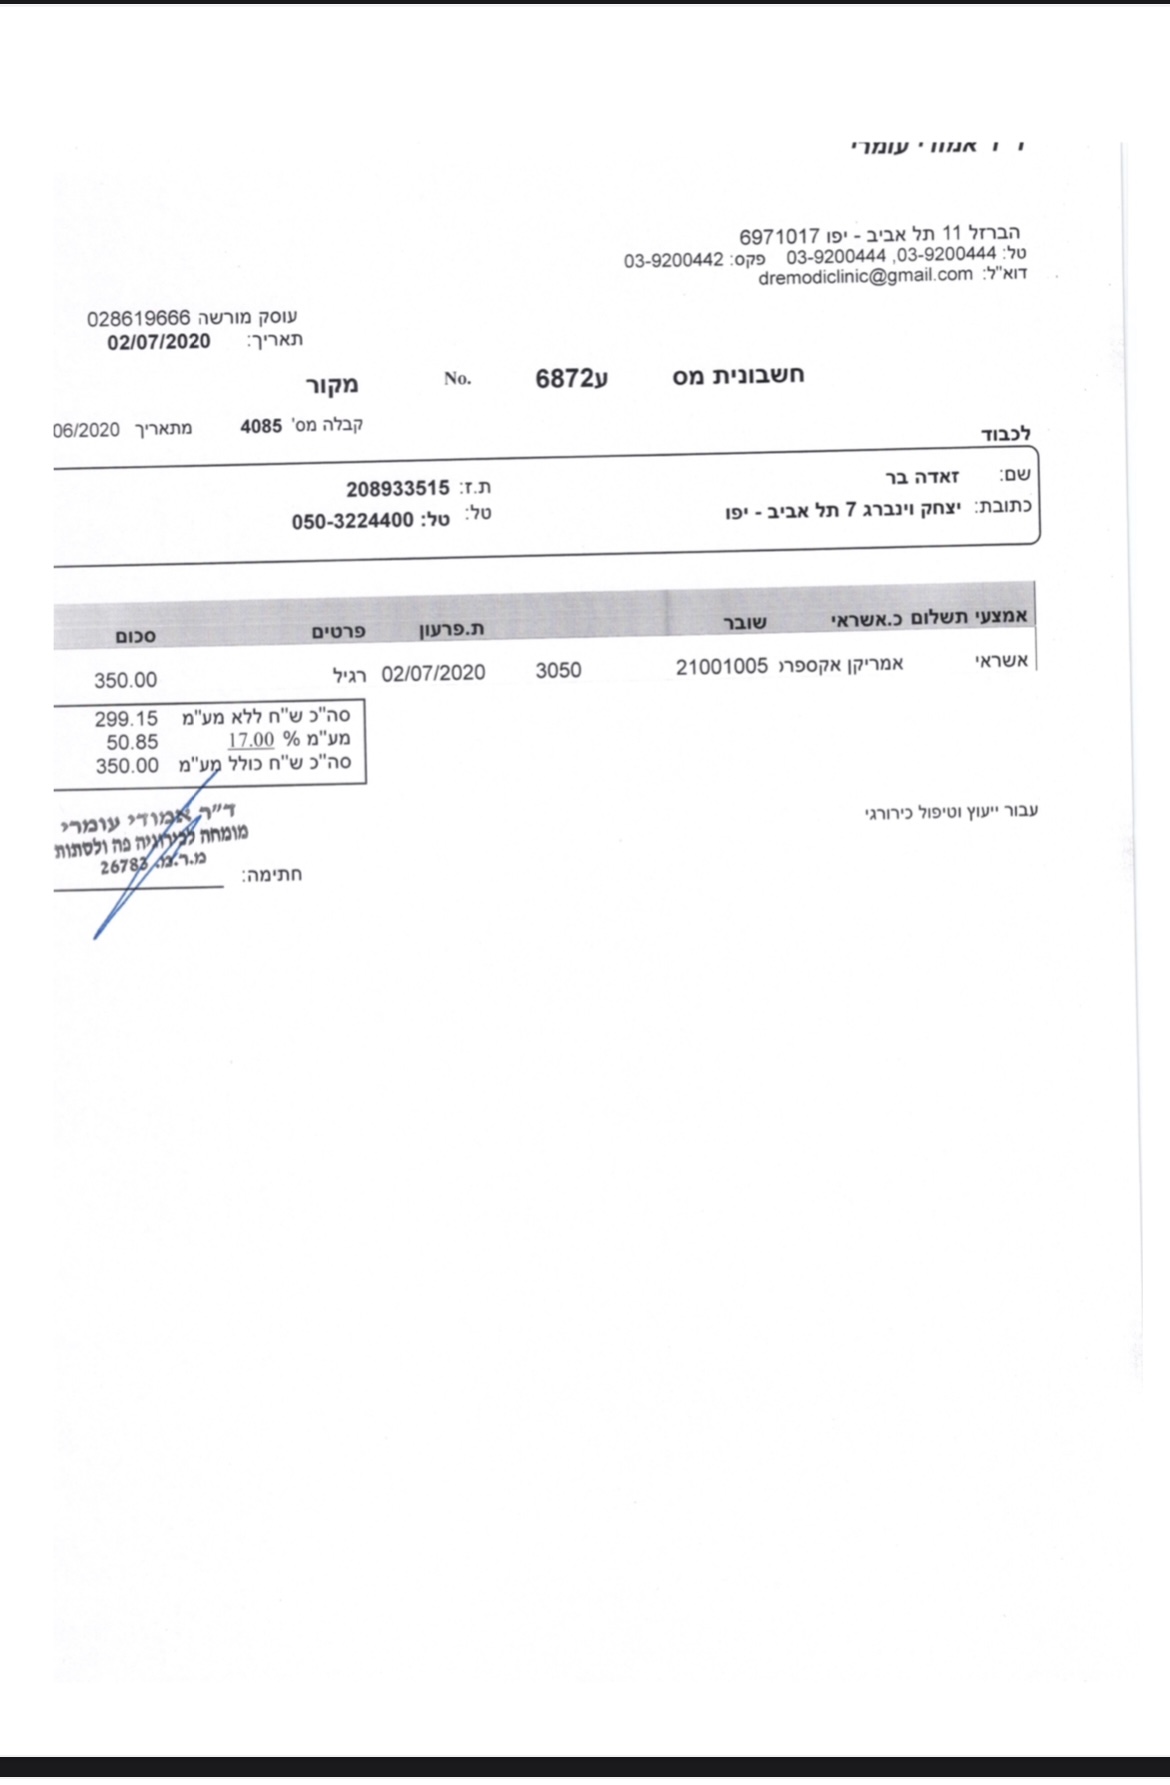 ד"ר אמודי עומרי
הברזל 11 תל אביב - יפו 6971017
טל: 03-9200444, 03-9200444 פקס: 03-9200442
דוא"ל: dremodiclinic@gmail.com
עוסק מורשה 028619666
תאריך: 02/07/2020
חשבונית מס ע6872 No. מקור
קבלה מס' 4085 מתאריך 06/2020
לכבוד
שם: זאדה בר ת.ז: 208933515
כתובת: יצחק וינברג 7 תל אביב - יפו טל: טל: 050-3224400
אמצעי תשלום כ.אשראי שובר ת.פרעון פרטים סכום
אשראי אמריקן אקספרס 21001005 3050 02/07/2020 רגיל 350.00
סה"כ ש"ח ללא מע"מ 299.15
מע"מ % 17.00 50.85
סה"כ ש"ח כולל מע"מ 350.00
עבור ייעוץ וטיפול כירורגי
ד"ר אמודי עומרי
מומחה לכירורגיה פה ולסתות
מ.ר.מ. 26783
חתימה: